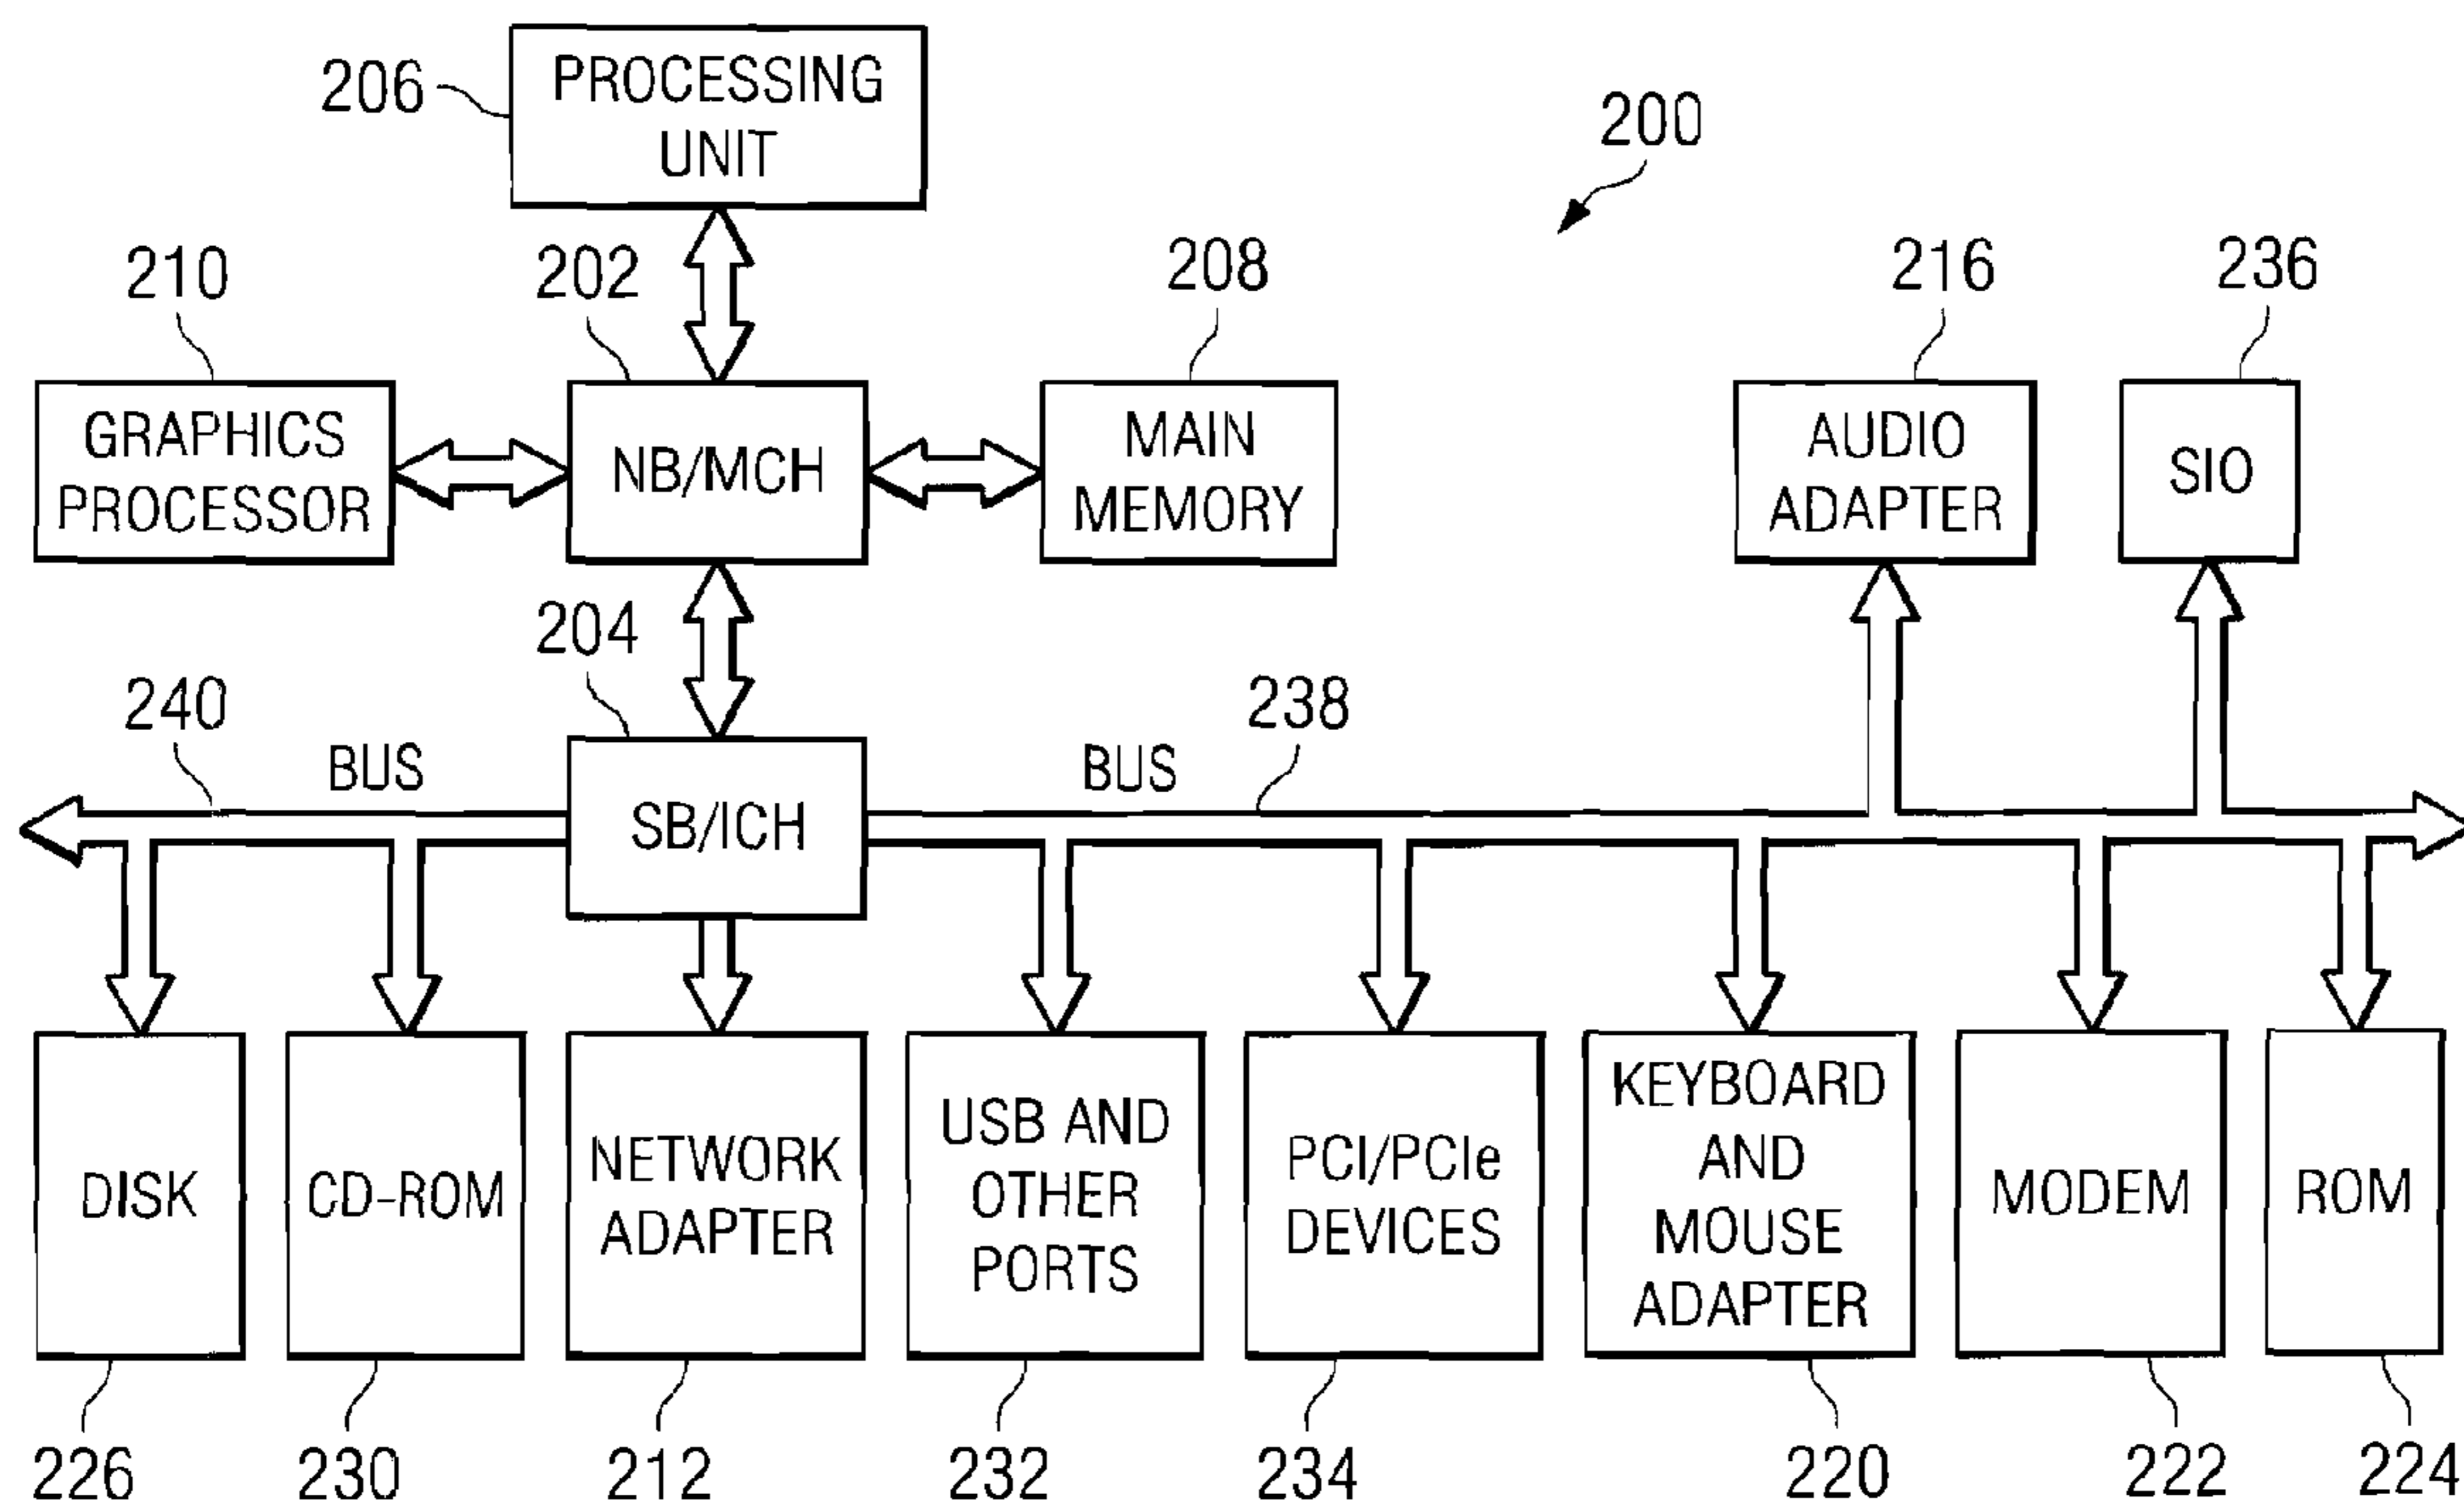 PROCESSING
UNIT
206
200
210
202
208
216
236
GRAPHICS
PROCESSOR
NB/MCH
MAIN
MEMORY
AUDIO
ADAPTER
SIO
204
240
238
BUS
BUS
SB/ICH
DISK
CD-ROM
NETWORK
ADAPTER
USB AND
OTHER
PORTS
PCI/PCIe
DEVICES
KEYBOARD
AND
MOUSE
ADAPTER
MODEM
ROM
226
230
212
232
234
220
222
224